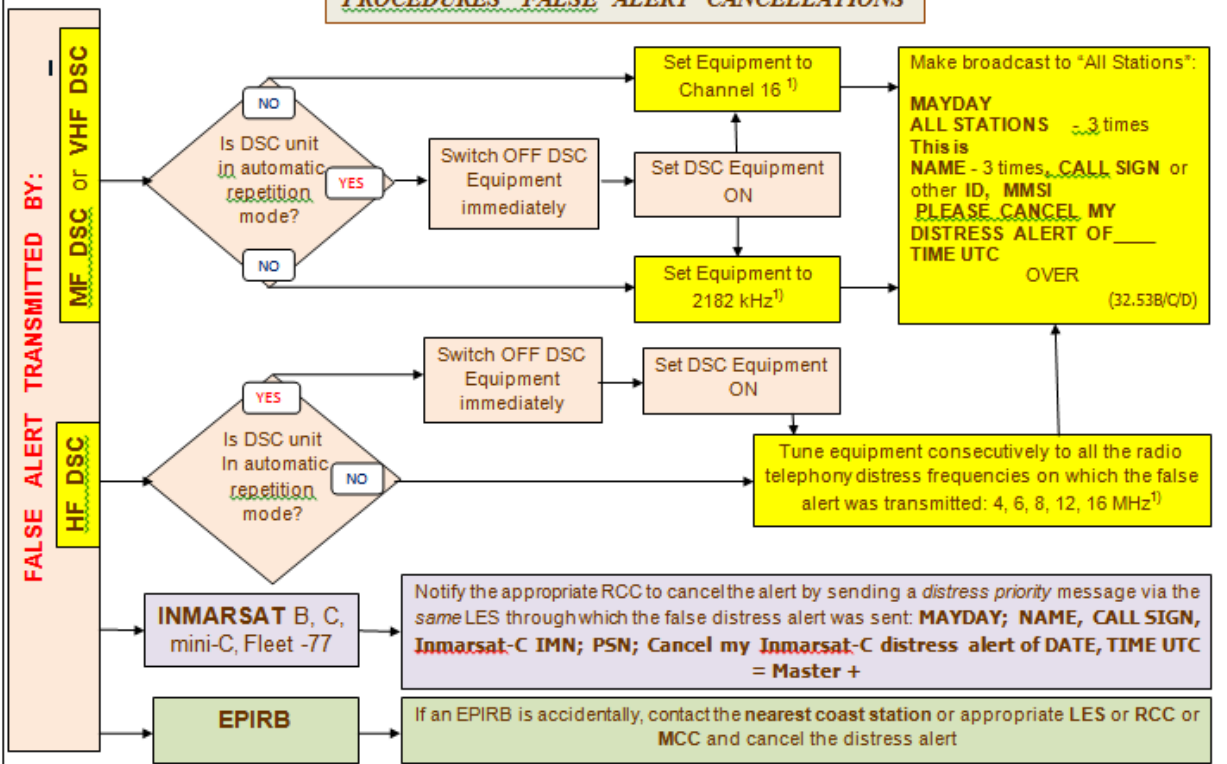 PROCEDURES FALSE ALERT CANCELLATIONS
FALSE ALERT TRANSMITTED BY:
MF DSC or VHF DSC
NO
Is DSC unit
in automatic
repetition
mode?
YES
NO
Switch OFF DSC
Equipment
immediately
Set Equipment to
Channel 16 1)
Set DSC Equipment
ON
Set Equipment to
2182 kHz1)
Make broadcast to “All Stations”:
MAYDAY
ALL STATIONS - 3 times
This is
NAME - 3 times, CALL SIGN or
other ID, MMSI
PLEASE CANCEL MY
DISTRESS ALERT OF____
TIME UTC
OVER
(32.53B/C/D)
HF DSC
YES
Is DSC unit
In automatic
repetition
mode?
NO
Switch OFF DSC
Equipment
immediately
Set DSC Equipment
ON
Tune equipment consecutively to all the radio
telephony distress frequencies on which the false
alert was transmitted: 4, 6, 8, 12, 16 MHz1)
INMARSAT B, C,
mini-C, Fleet -77
Notify the appropriate RCC to cancel the alert by sending a distress priority message via the
same LES through which the false distress alert was sent: MAYDAY; NAME, CALL SIGN,
Inmarsat-C IMN; PSN; Cancel my Inmarsat-C distress alert of DATE, TIME UTC
= Master +
EPIRB
If an EPIRB is accidentally, contact the nearest coast station or appropriate LES or RCC or
MCC and cancel the distress alert